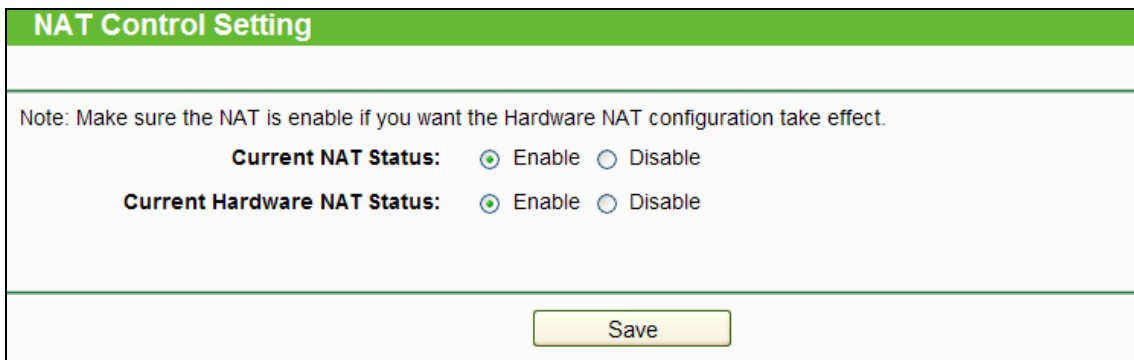 NAT Control Setting
Note: Make sure the NAT is enable if you want the Hardware NAT configuration take effect.
Current NAT Status: Enable Disable
Current Hardware NAT Status: Enable Disable
Save